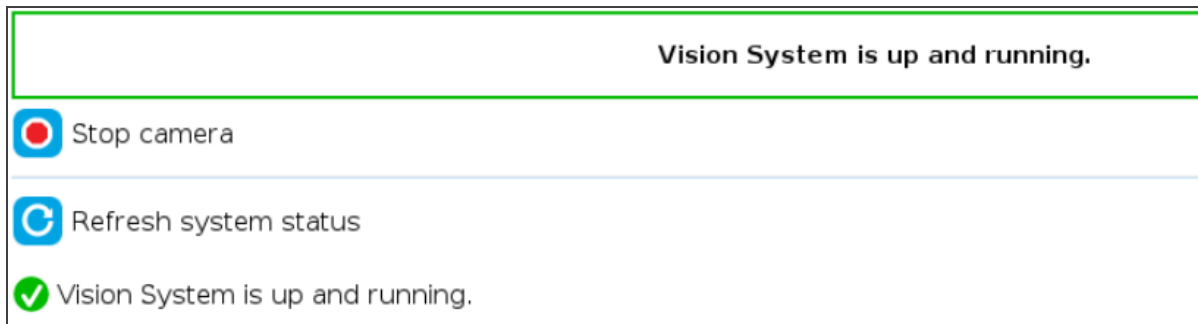 Vision System is up and running.
Stop camera
Refresh system status
Vision System is up and running.